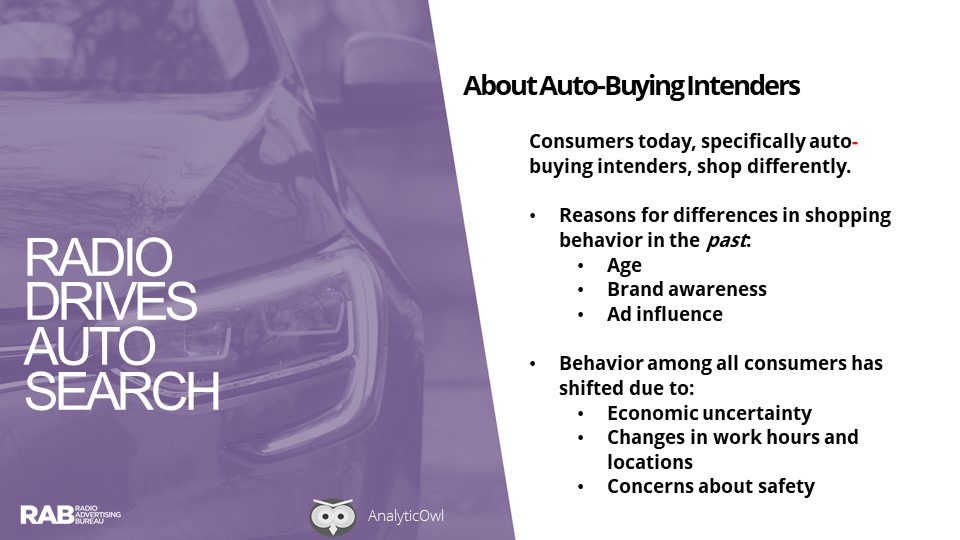 About Auto-Buying Intenders
Consumers today, specifically auto-
buying intenders, shop differently.
• Reasons for differences in shopping
behavior in the past:
• Age
• Brand awareness
• Ad influence
• Behavior among all consumers has
shifted due to:
• Economic uncertainty
• Changes in work hours and
locations
• Concerns about safety
RADIO
DRIVES
AUTO
SEARCH
RAB RADIO
ADVERTISING
BUREAU
AnalyticOwl